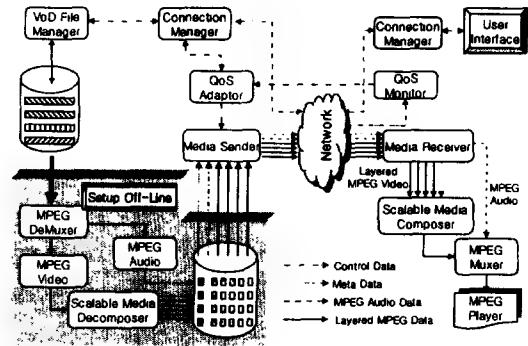 VoD File
Manager
Connection
Manager
Connection
Manager
User
Interface
QoS
Adaptor
QoS
Monitor
Network
Media Sender
Media Receiver
Layered
MPEG Video
MPEG
Audio
Setup Off-Line
MPEG
DeMuxer
MPEG
Video
MPEG
Audio
Scalable Media
Decomposer
Scalable Media
Composer
MPEG
Muxer
MPEG
Player
Control Data
Meta Data
MPEG Audio Data
Layered MPEG Data